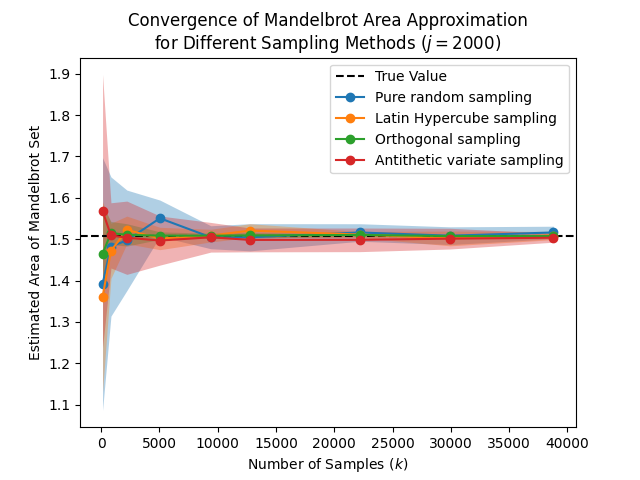 Convergence of Mandelbrot Area Approximation
for Different Sampling Methods (j = 2000)
True Value
Pure random sampling
Latin Hypercube sampling
Orthogonal sampling
Antithetic variate sampling
Estimated Area of Mandelbrot Set
1.9
1.8
1.7
1.6
1.5
1.4
1.3
1.2
1.1
0 5000 10000 15000 20000 25000 30000 35000 40000
Number of Samples (k)